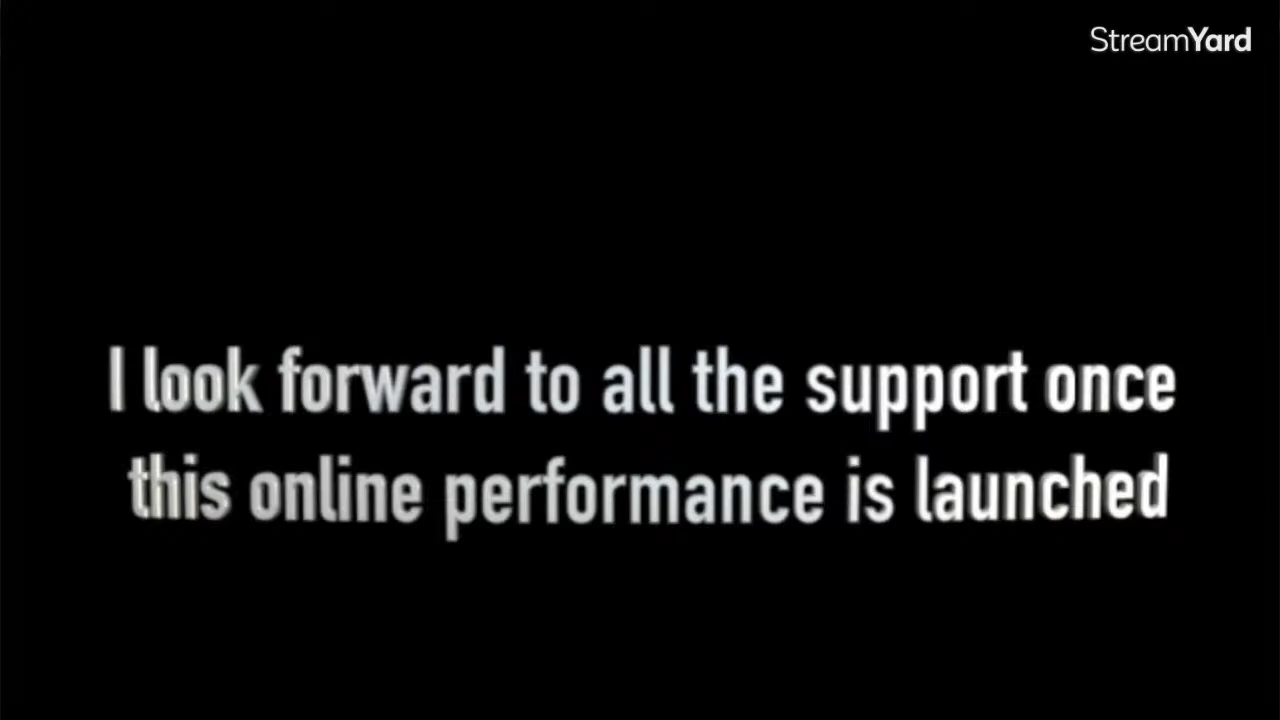 StreamYard
I look forward to all the support once
this online performance is launched